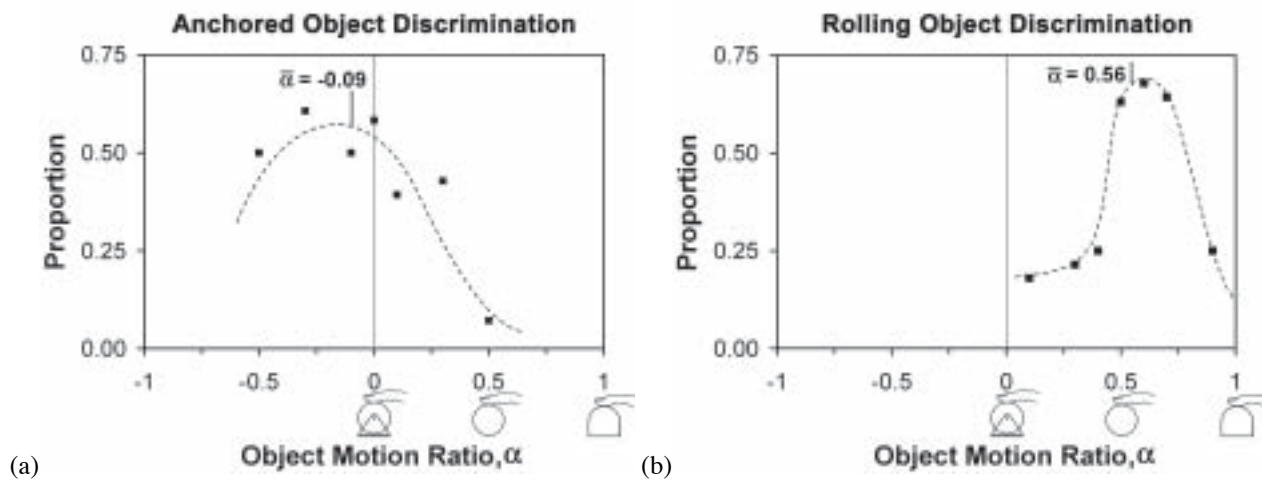 Anchored Object Discrimination
0.75
0.50
0.25
0.00
Proportion
ᾱ = -0.09
-1 -0.5 0 0.5 1
(a) Object Motion Ratio,α
Rolling Object Discrimination
0.75
0.50
0.25
0.00
Proportion
ᾱ = 0.56
-1 -0.5 0 0.5 1
(b) Object Motion Ratio,α